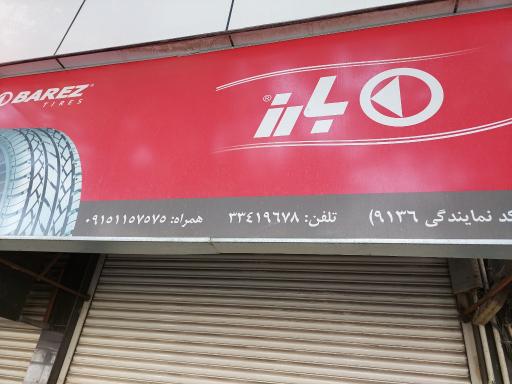 BAREZ
TIRES
بارز
کد نمایندگی ۹۱۳۶)
تلفن: ۳۳۴۱۹۶۷۸
همراه: ۰۹۱۵۱۱۵۷۵۷۵